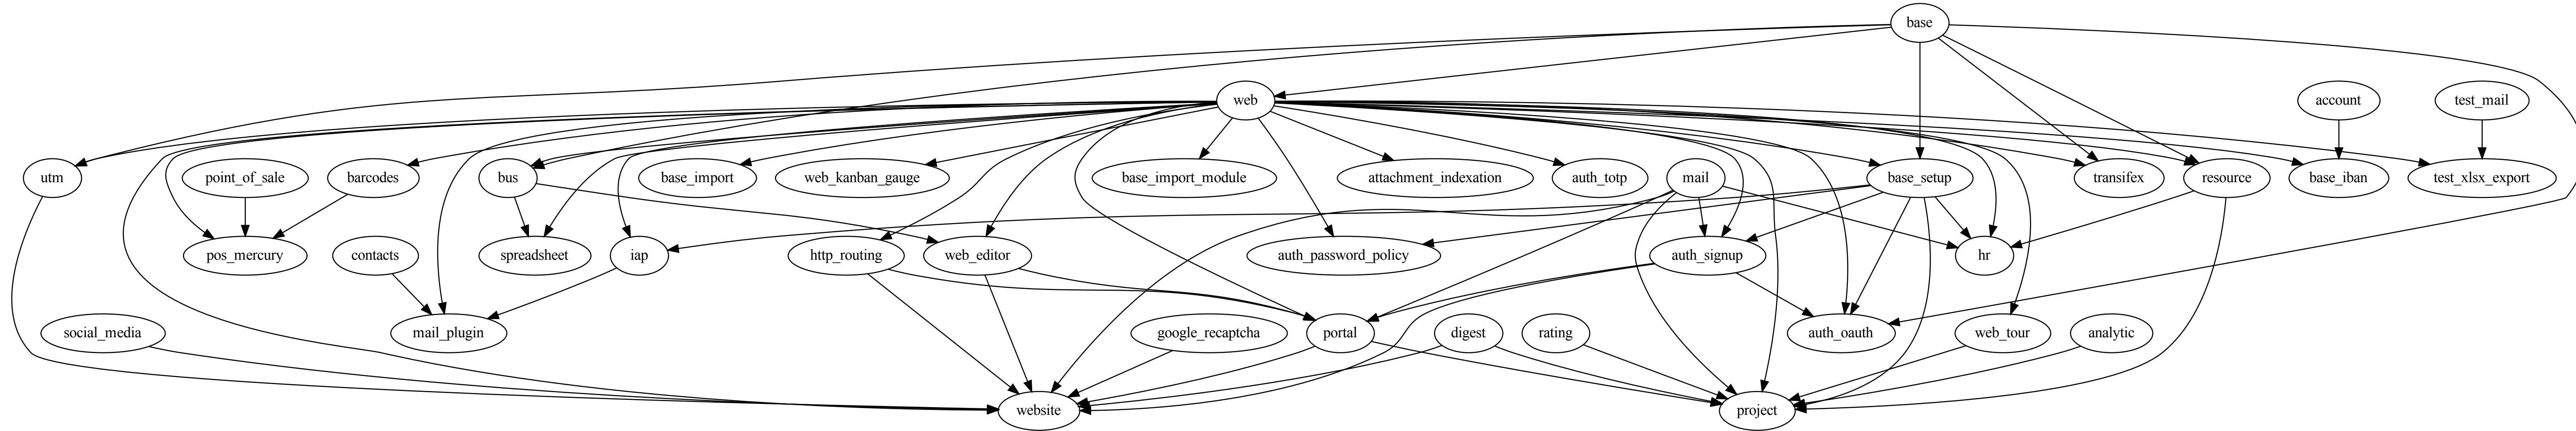 base
web
account
test_mail
utm
point_of_sale
barcodes
bus
base_import
web_kanban_gauge
base_import_module
attachment_indexation
auth_totp
mail
base_setup
transifex
resource
base_iban
test_xlsx_export
pos_mercury
contacts
spreadsheet
iap
http_routing
web_editor
auth_password_policy
auth_signup
hr
social_media
mail_plugin
google_recaptcha
portal
digest
rating
auth_oauth
web_tour
analytic
website
project